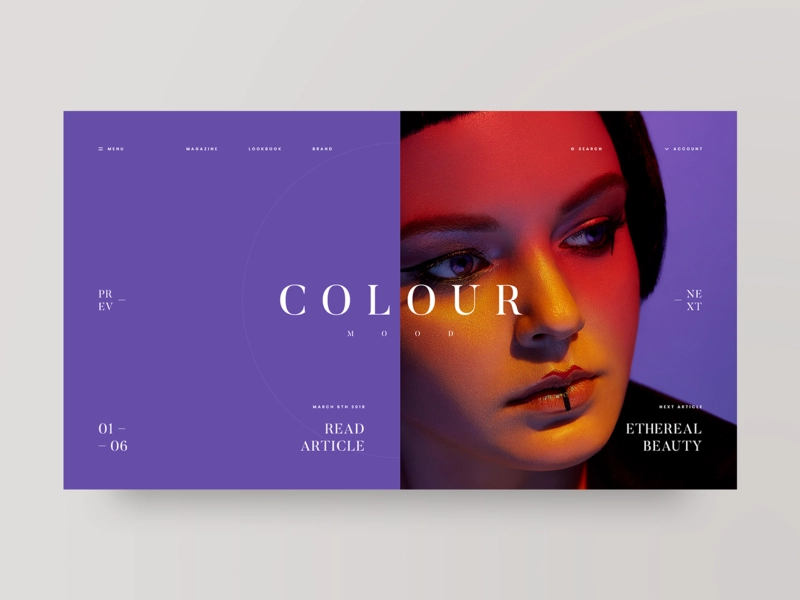 MENU
MAGAZINE
LOOKBOOK
BRAND
SEARCH
ACCOUNT
PR
EV —
COLOUR
MOOD
— NE
XT
MARCH 9TH 2018
READ
ARTICLE
01 —
— 06
NEXT ARTICLE
ETHEREAL
BEAUTY